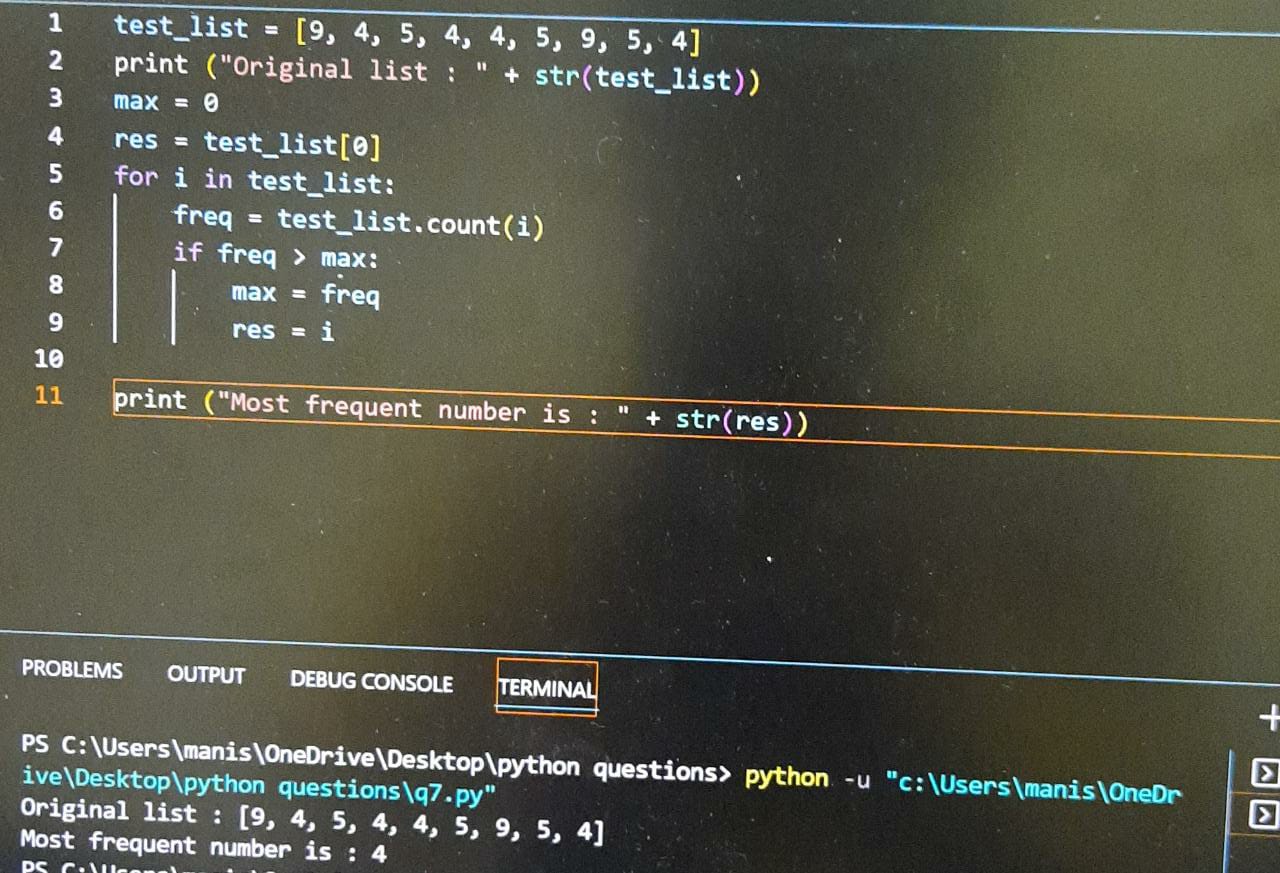 1 test_list = [9, 4, 5, 4, 4, 5, 9, 5, 4]
2 print ("Original list : " + str(test_list))
3 max = 0
4 res = test_list[0]
5 for i in test_list:
6     freq = test_list.count(i)
7     if freq > max:
8         max = freq
9         res = i
10
11 print ("Most frequent number is : " + str(res))
PROBLEMS OUTPUT DEBUG CONSOLE TERMINAL
PS C:\Users\manis\OneDrive\Desktop\python questions> python -u "c:\Users\manis\OneDr
ive\Desktop\python questions\q7.py"
Original list : [9, 4, 5, 4, 4, 5, 9, 5, 4]
Most frequent number is : 4